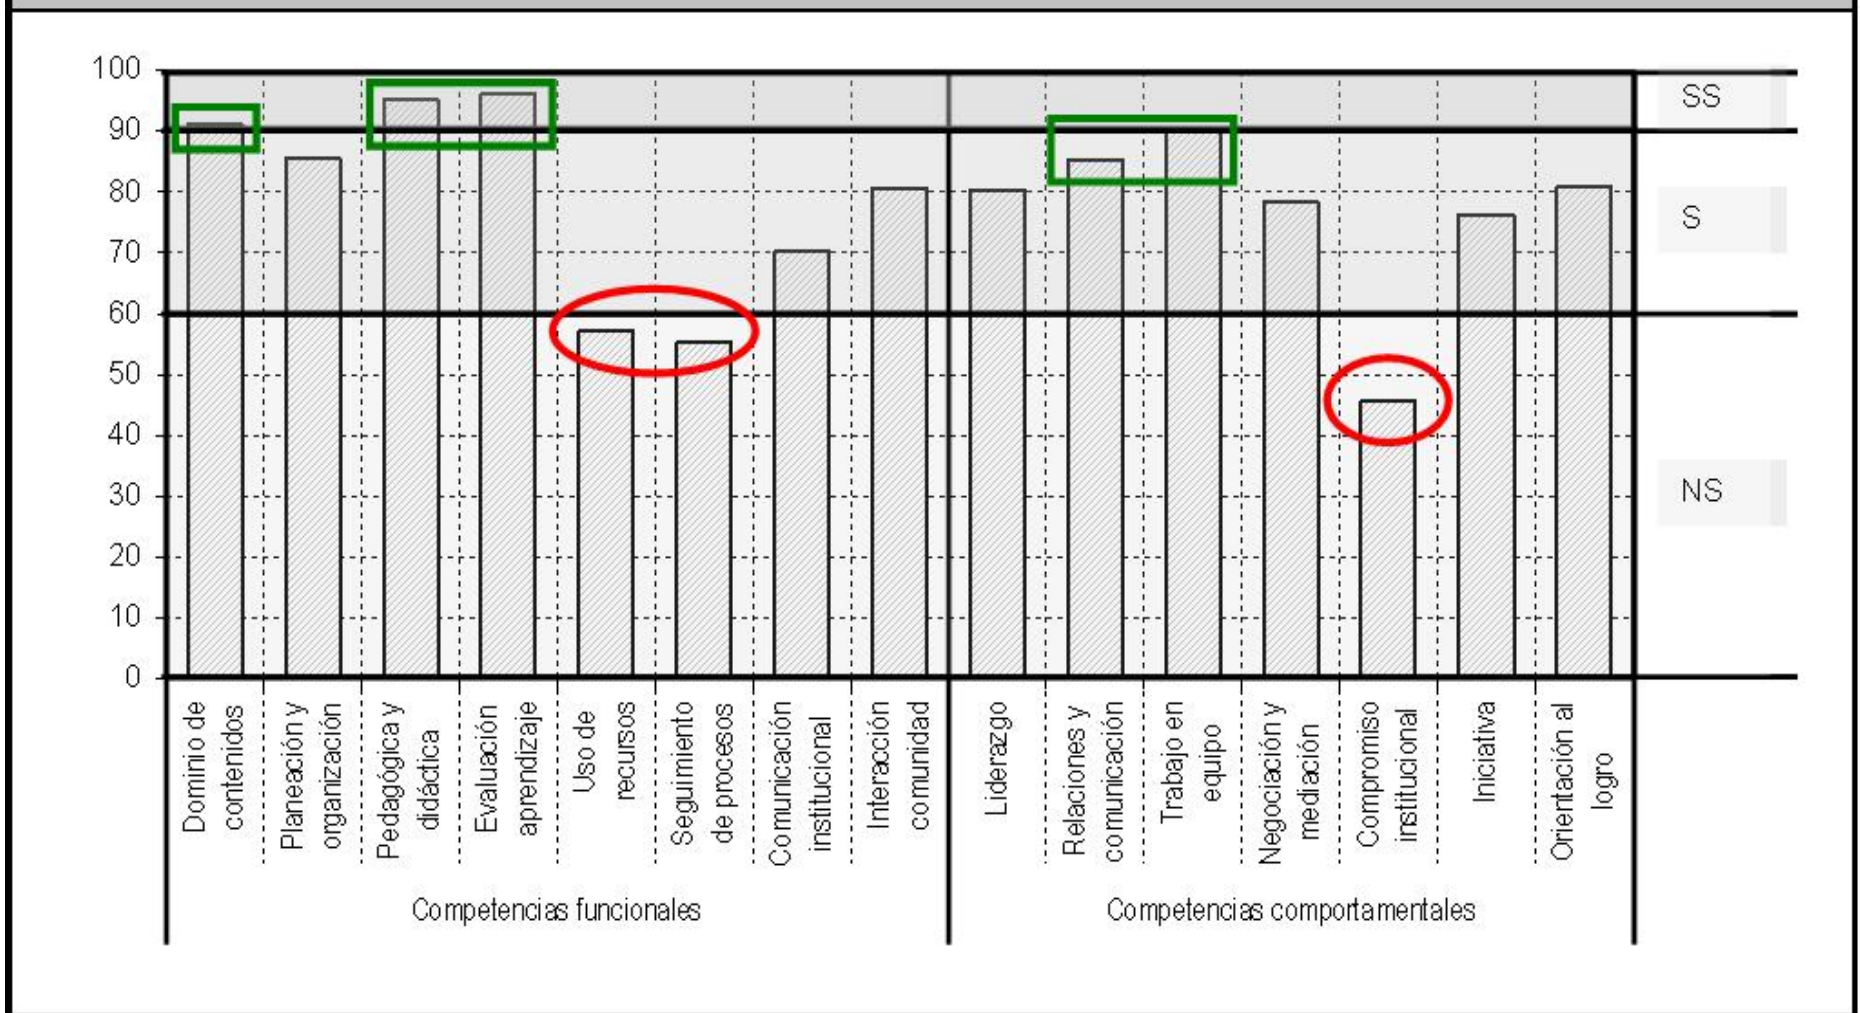 100
90
80
70
60
50
40
30
20
10
0
SS
S
NS
Dominio de
contenidos
Planeación y
organización
Pedagógica y
didáctica
Evaluación
aprendizaje
Uso de
recursos
Seguimiento
de procesos
Comunicación
institucional
Interacción
comunidad
Liderazgo
Relaciones y
comunicación
Trabajo en
equipo
Negociación y
mediación
Compromiso
institucional
Iniciativa
Orientación al
logro
Competencias funcionales
Competencias comportamentales